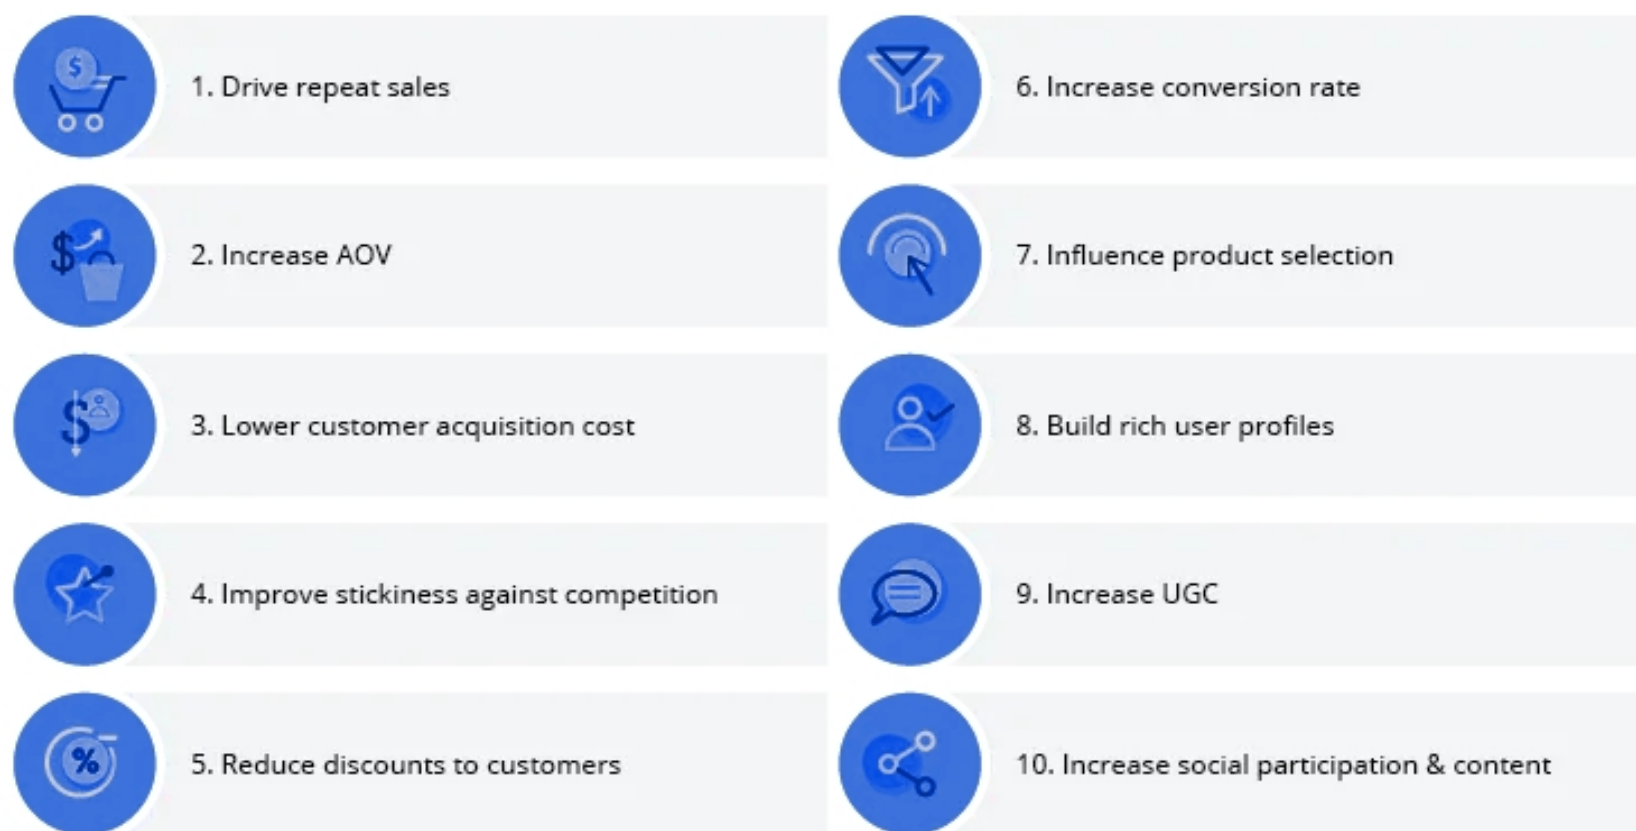 1. Drive repeat sales
2. Increase AOV
3. Lower customer acquisition cost
4. Improve stickiness against competition
5. Reduce discounts to customers
6. Increase conversion rate
7. Influence product selection
8. Build rich user profiles
9. Increase UGC
10. Increase social participation & content